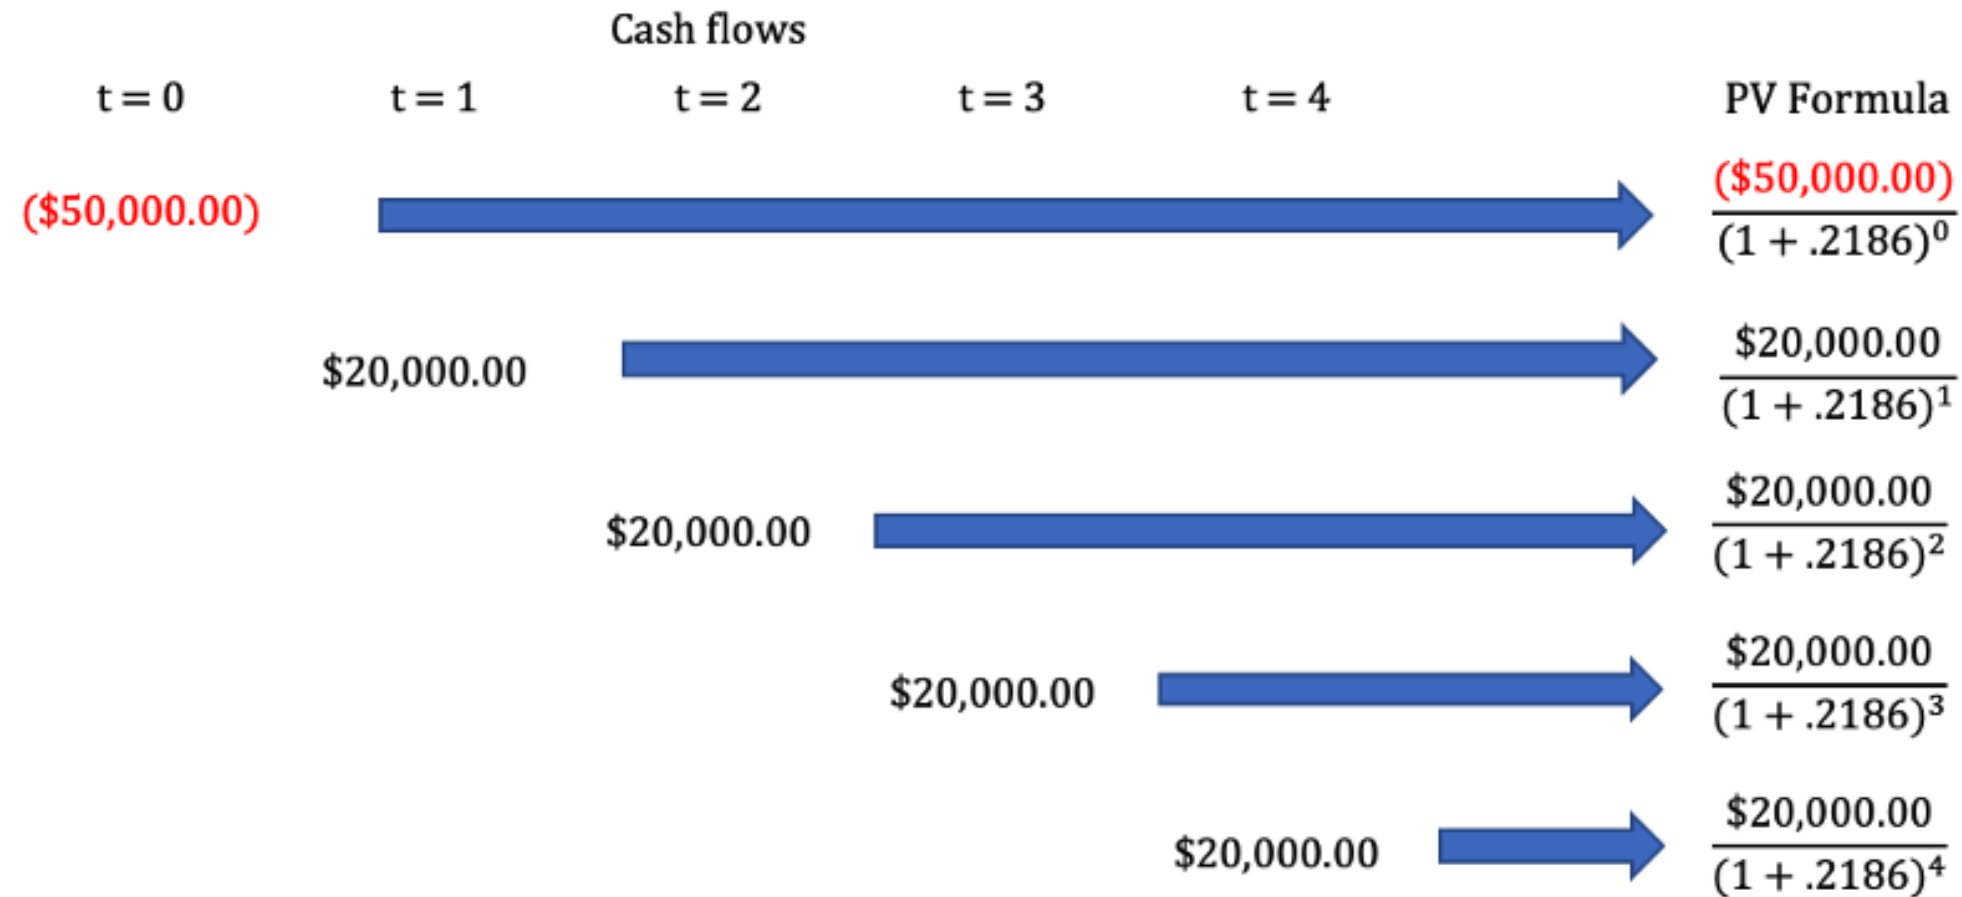 Cash flows
t = 0 t = 1 t = 2 t = 3 t = 4 PV Formula
($50,000.00) ($50,000.00)
(1 + .2186)⁰
$20,000.00 $20,000.00
(1 + .2186)¹
$20,000.00 $20,000.00
(1 + .2186)²
$20,000.00 $20,000.00
(1 + .2186)³
$20,000.00 $20,000.00
(1 + .2186)⁴